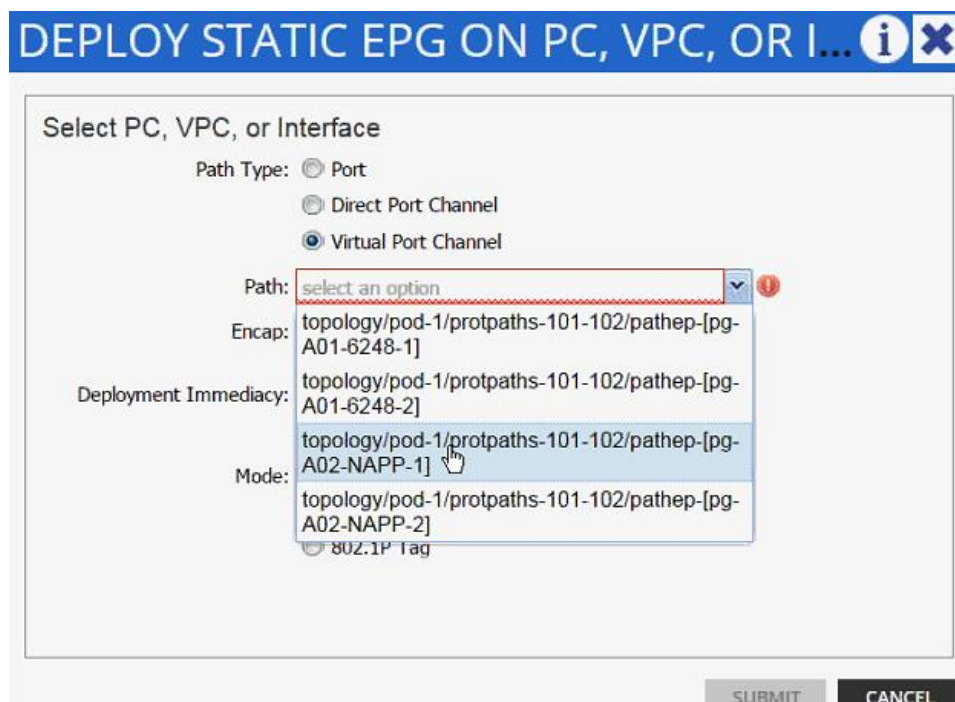 DEPLOY STATIC EPG ON PC, VPC, OR I...
Select PC, VPC, or Interface
Path Type: Port
Direct Port Channel
Virtual Port Channel
Path: select an option
Encap:
topology/pod-1/protpaths-101-102/pathep-[pg-
A01-6248-1]
Deployment Immediacy:
topology/pod-1/protpaths-101-102/pathep-[pg-
A01-6248-2]
topology/pod-1/protpaths-101-102/pathep-[pg-
A02-NAPP-1]
Mode:
topology/pod-1/protpaths-101-102/pathep-[pg-
A02-NAPP-2]
802.1P Tag
SUBMIT CANCEL